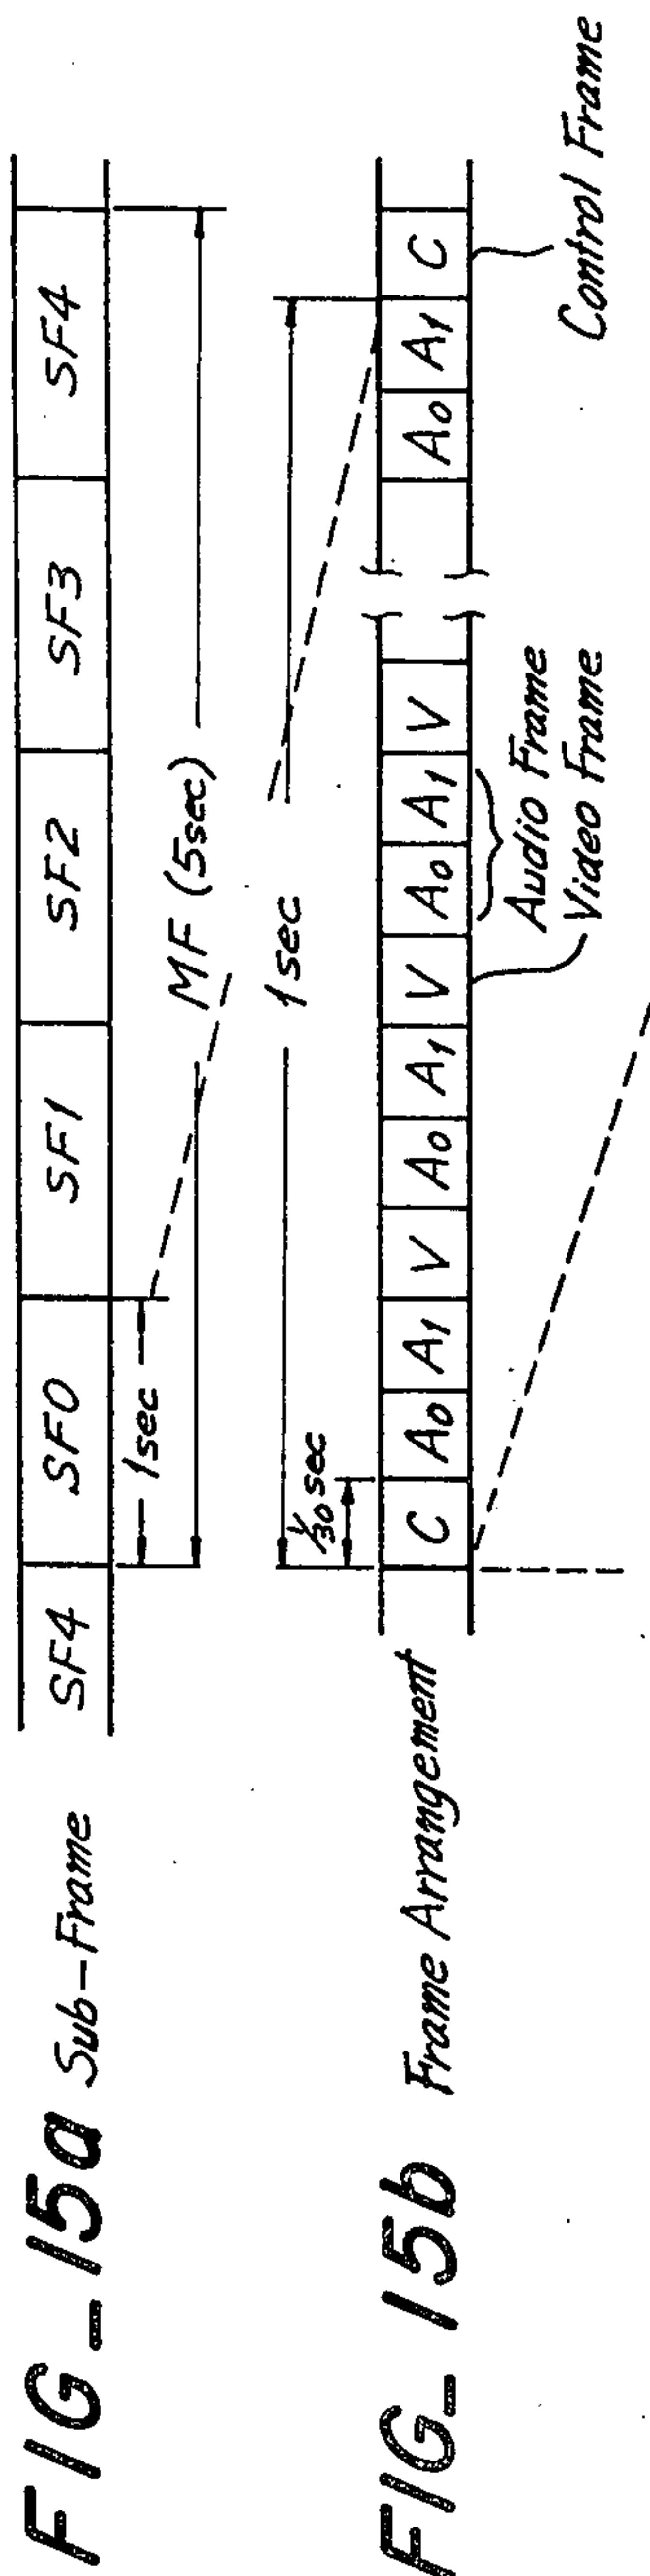 FIG_15a Sub-Frame
SF4 SF0 SF1 SF2 SF3 SF4
1sec
MF (5sec)
FIG_15b Frame Arrangement
1sec
1/30 sec
C A0 A1 V A0 A1 V A0 A1 V A0 A1 C
Audio Frame
Video Frame
Control Frame